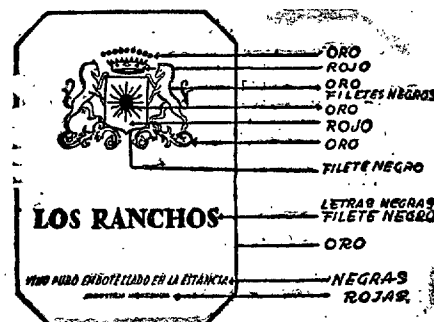 ORO
ROJO
ORO
FILETES NEGROS
ORO
ROJO
ORO
FILETE NEGRO
LETRAS NEGRAS
LOS RANCHOS
FILETE NEGRO
ORO
VINO PURO EMBOTELLADO EN LA ESTANCIA
NEGRAS
INDUSTRIA
ROJAS